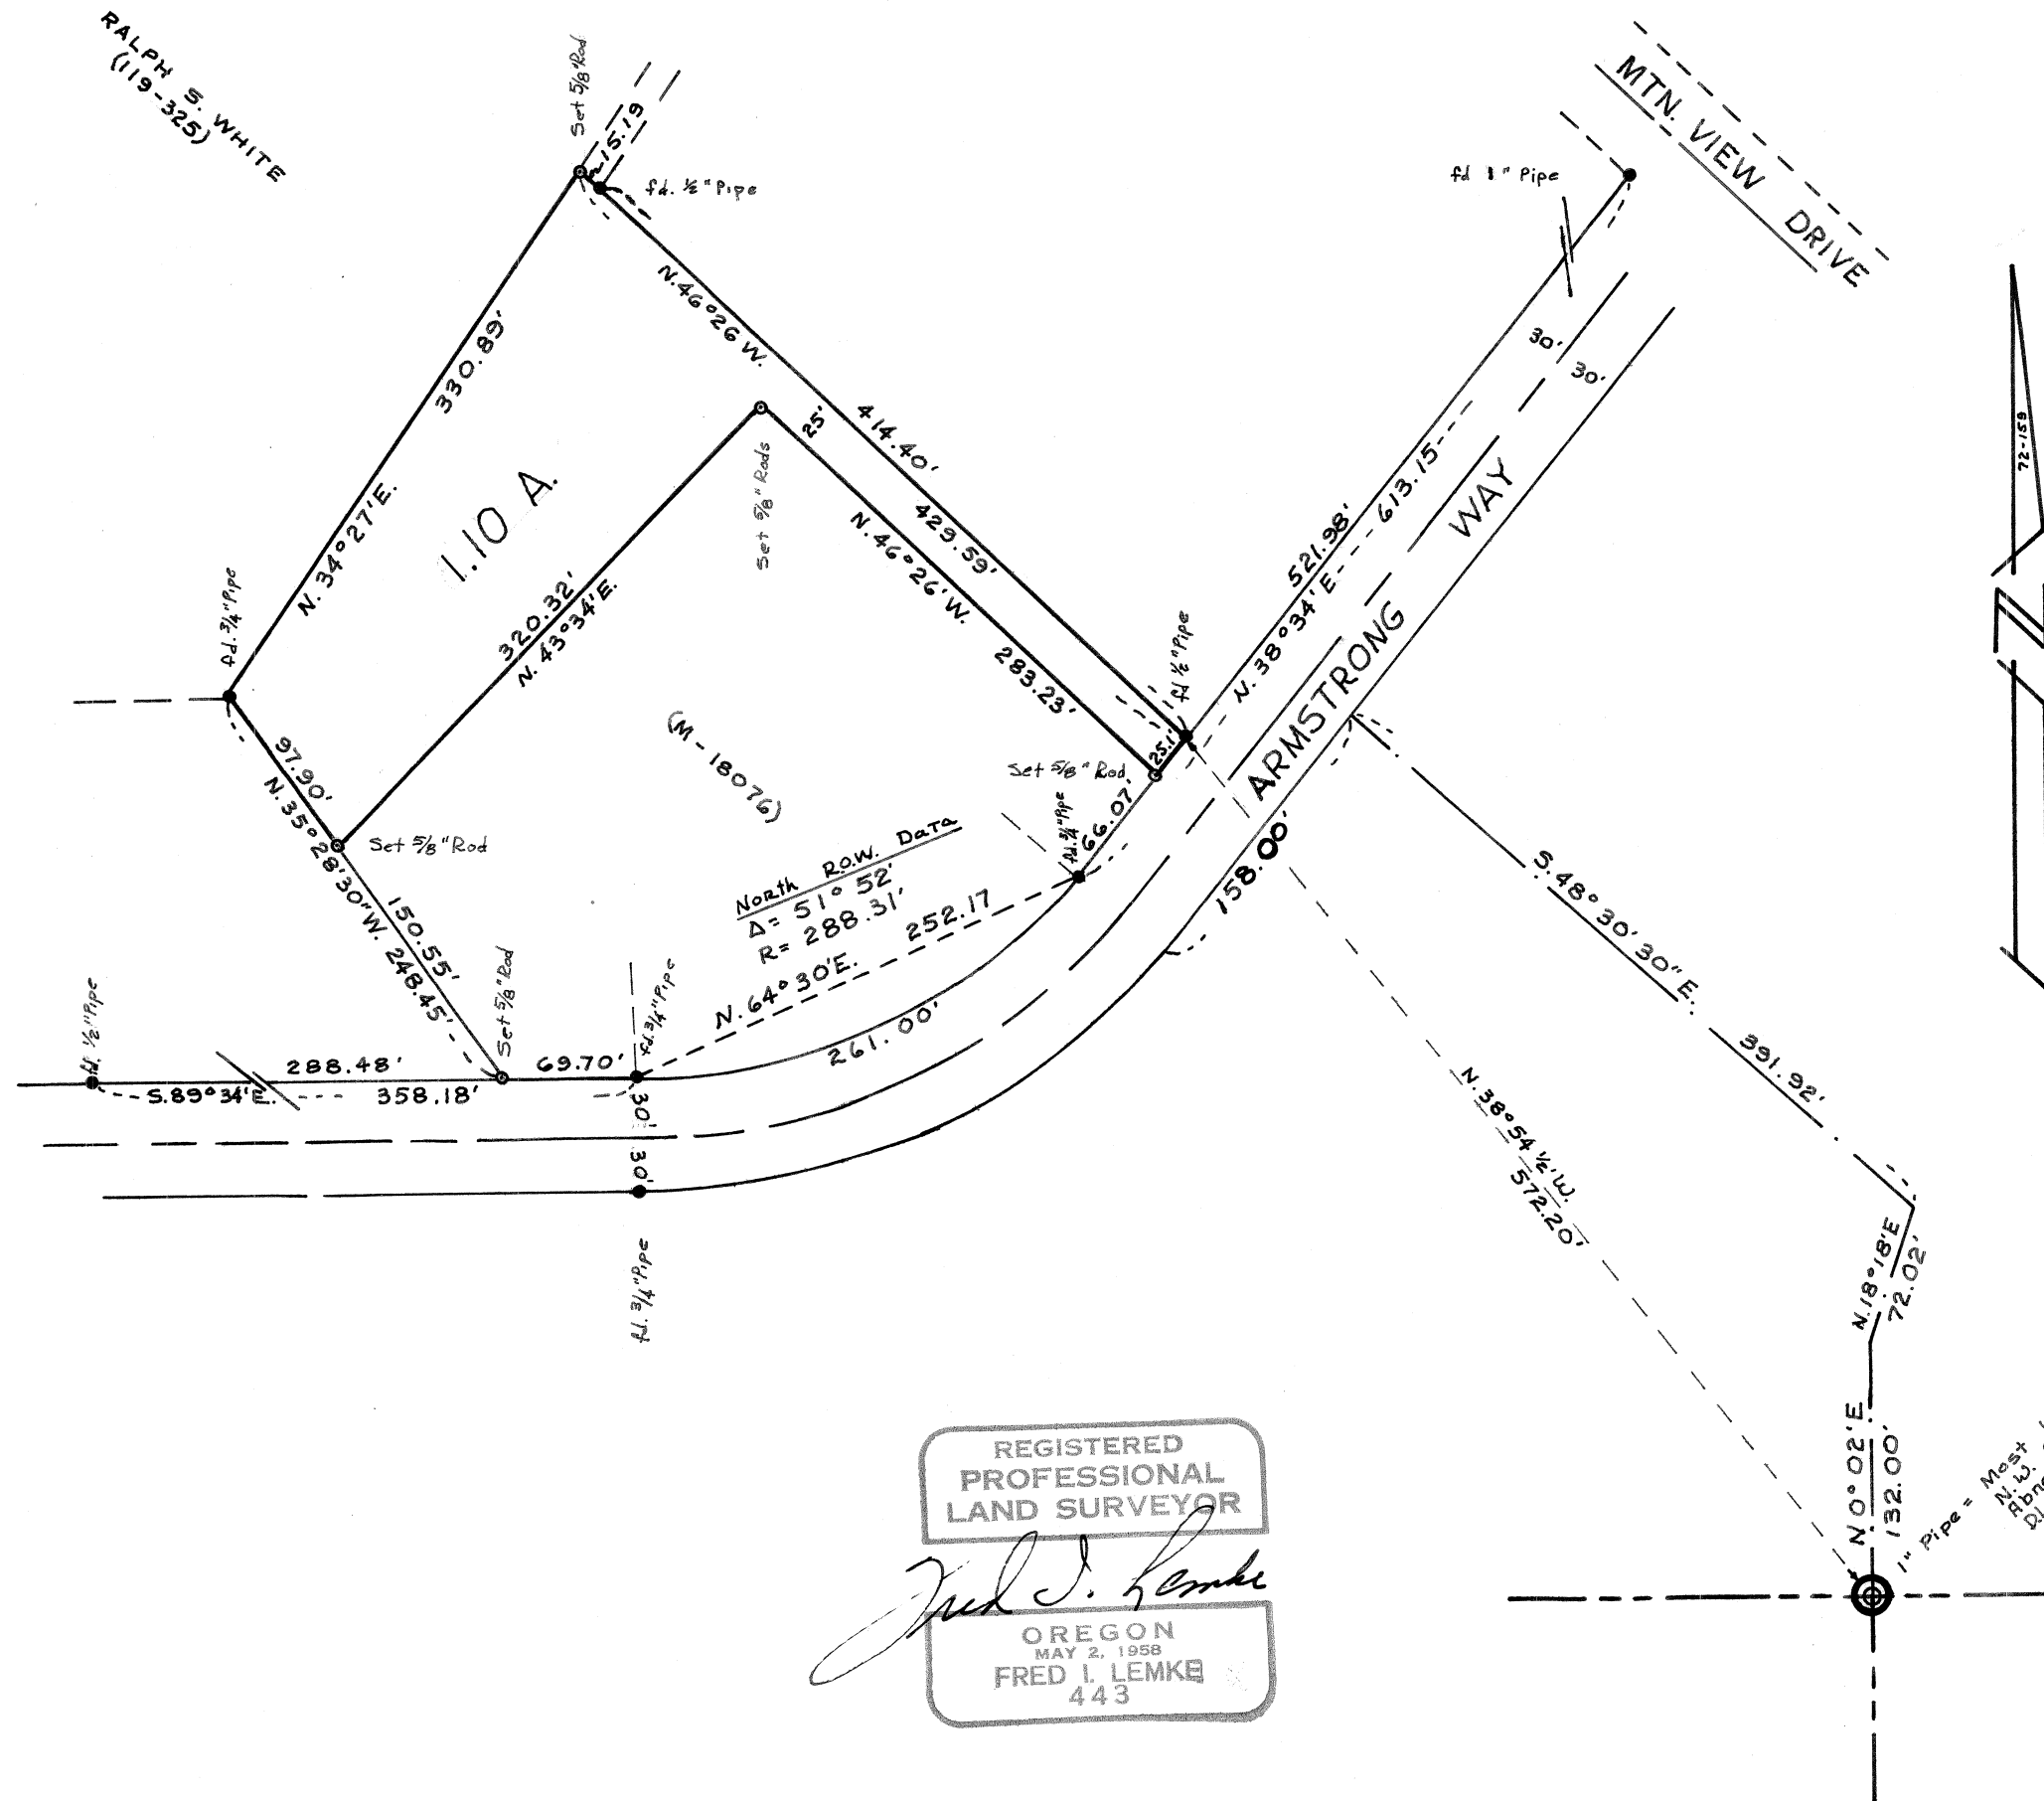 RALPH S. WHITE
(119-325)
Set 5/8" Rod
15.19
fd. 1/2" Pipe
N. 46°26 W.
414.40'
429.59'
25'
330.89'
N. 34°27'E.
1.10 A.
fd. 3/4" Pipe
Set 5/8" Rods
N. 46°26'W.
283.23'
320.32'
N. 43°34'E.
(M-18076)
fd 1" Pipe
MTN. VIEW DRIVE
30'
30'
521.98'
N. 38°34'E 613.15
ARMSTRONG WAY
72-159
fd 1/2" Pipe
25.1'
Set 5/8" Rod
66.07'
fd. 3/4" Pipe
97.90'
N. 35°28'30"W. 248.45'
150.55'
Set 5/8" Rod
Set 5/8" Rod
North R.O.W. Data
Δ = 51° 52'
R = 288.31'
N. 64° 30'E. 252.17
261.00'
158.00'
S. 48° 30' 30" E.
391.92'
fd. 1/2" Pipe
288.48'
S. 89°34'E. 358.18'
69.70'
fd. 3/4" Pipe
30'
30'
fd. 3/4" Pipe
N. 38°54 1/2' W.
572.20'
N. 18°18'E
72.02'
N 0° 02' E
132.00'
1" Pipe = Most
N.W.
REGISTERED
PROFESSIONAL
LAND SURVEYOR
Fred I. Lemke
OREGON
MAY 2, 1958
FRED I. LEMKE
443